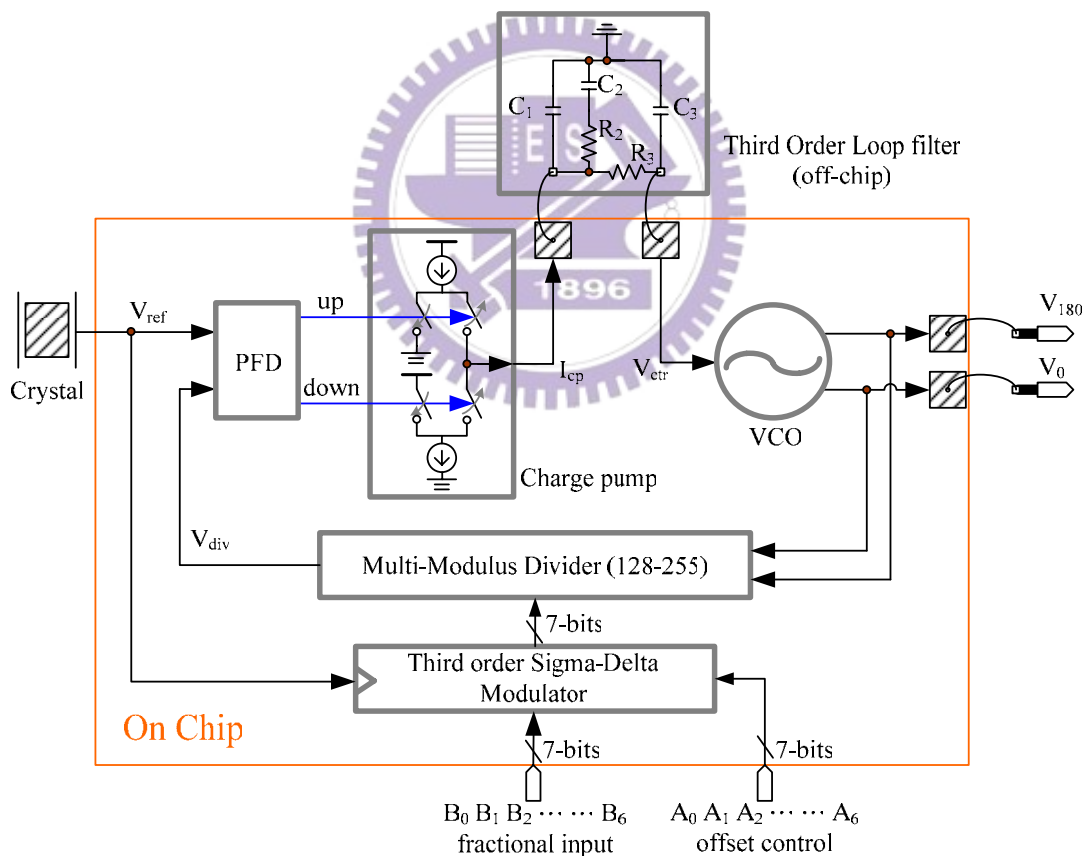 C1
C2
C3
R2
R3
E S
Third Order Loop filter
(off-chip)
1896
Vref
Crystal
PFD
up
down
Icp
Charge pump
Vctr
VCO
V180
V0
Vdiv
Multi-Modulus Divider (128-255)
7-bits
Third order Sigma-Delta
Modulator
On Chip
7-bits
7-bits
B0 B1 B2 ⋯ ⋯ B6
fractional input
A0 A1 A2 ⋯ ⋯ A6
offset control